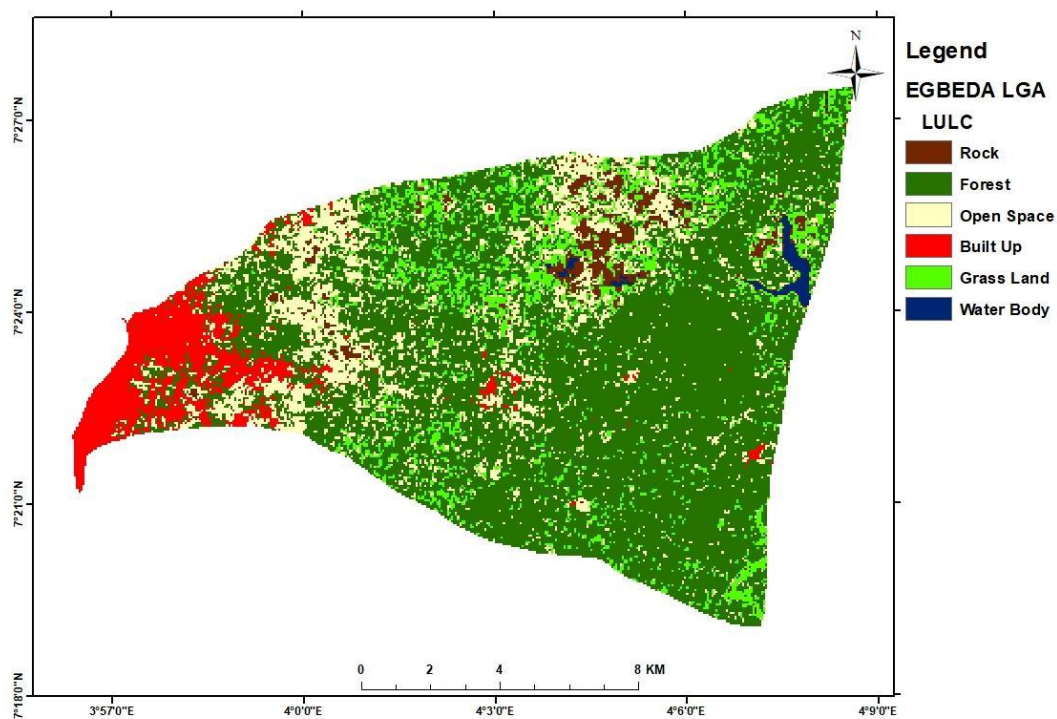 N
Legend
EGBEDA LGA
LULC
Rock
Forest
Open Space
Built Up
Grass Land
Water Body
7°27'0"N
7°24'0"N
7°21'0"N
7°18'0"N
0 2 4 8 KM
3°57'0"E 4°0'0"E 4°3'0"E 4°6'0"E 4°9'0"E